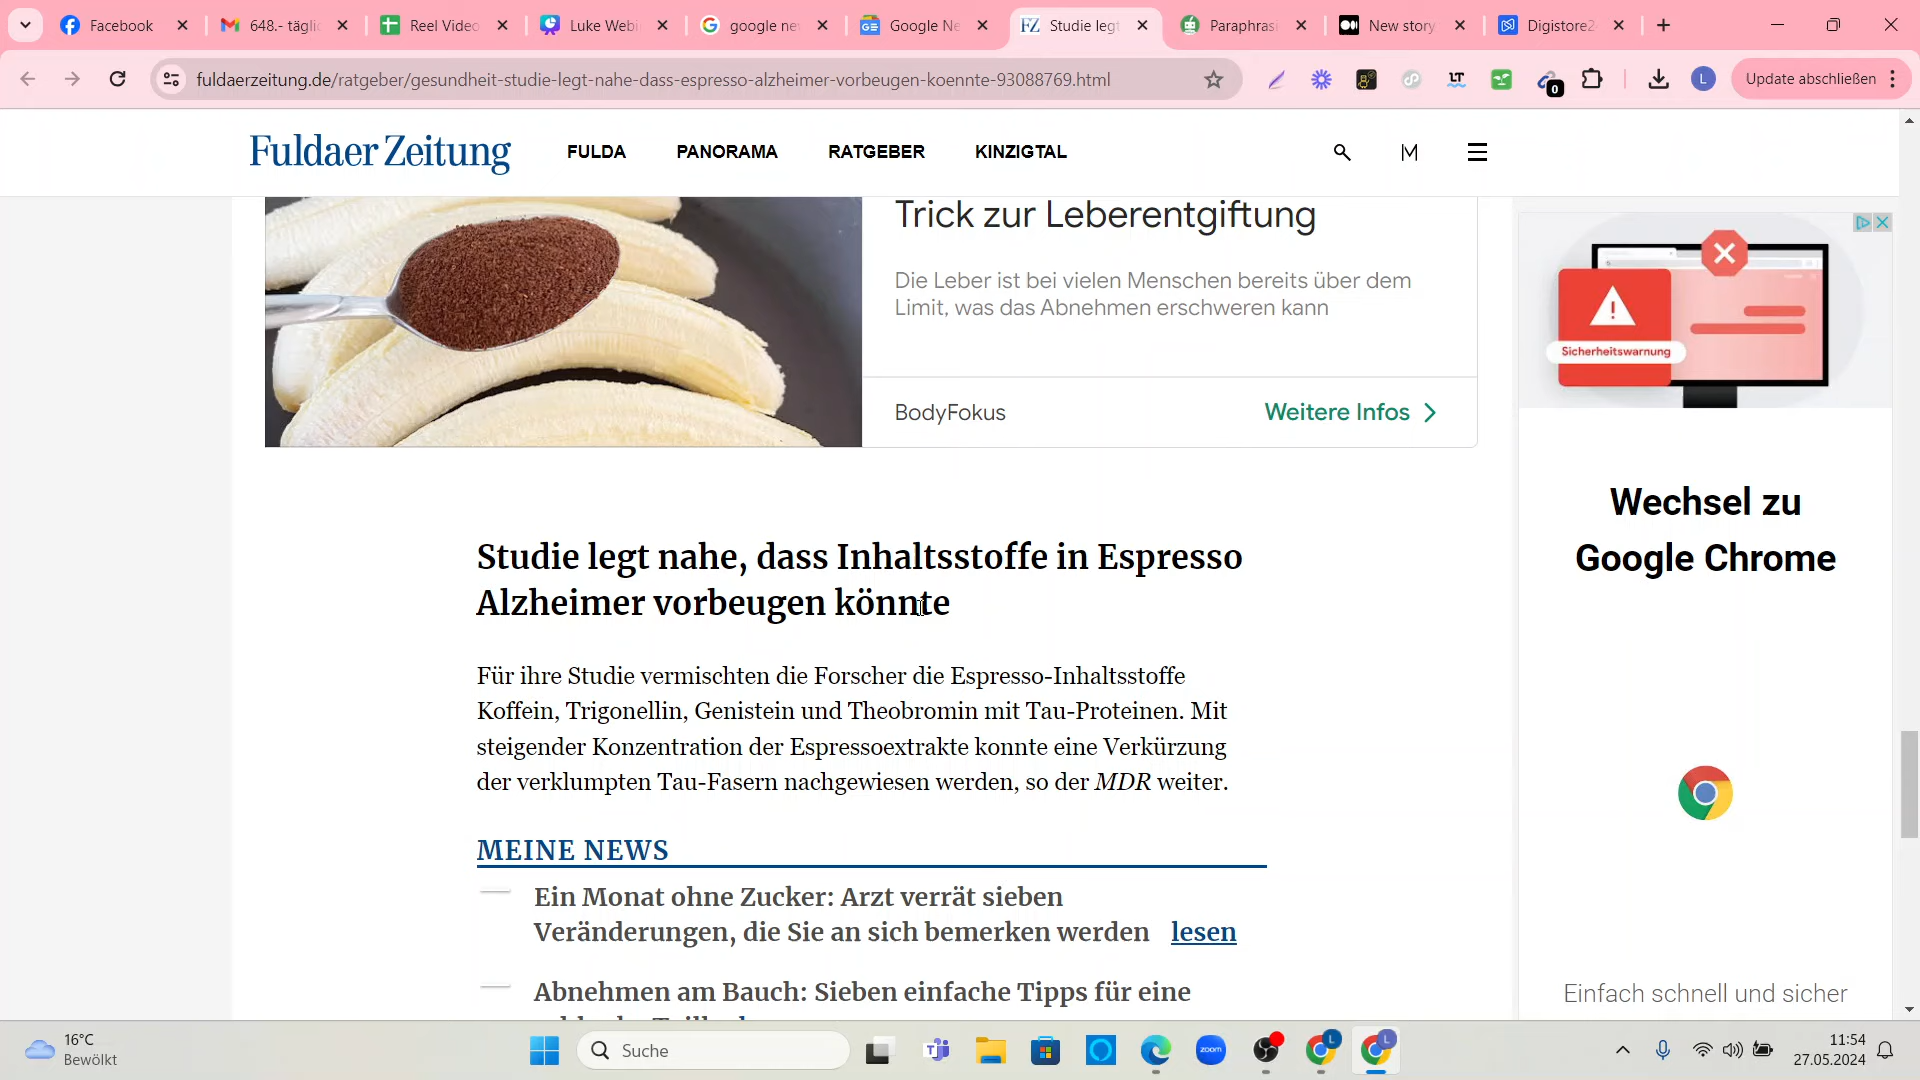 Facebook
648.- tägli
Reel Video
Luke Webi
google ne
Google Ne
FZ
Studie legt
Paraphrasi
New story
Digistore2
fuldaerzeitung.de/ratgeber/gesundheit-studie-legt-nahe-dass-espresso-alzheimer-vorbeugen-koennte-93088769.html
LT
0
L
Update abschließen
Fuldaer Zeitung
FULDA
PANORAMA
RATGEBER
KINZIGTAL
Trick zur Leberentgiftung
Die Leber ist bei vielen Menschen bereits über dem
Limit, was das Abnehmen erschweren kann
BodyFokus
Weitere Infos
Sicherheitswarnung
Wechsel zu
Google Chrome
Einfach schnell und sicher
Studie legt nahe, dass Inhaltsstoffe in Espresso
Alzheimer vorbeugen könnte
Für ihre Studie vermischten die Forscher die Espresso-Inhaltsstoffe
Koffein, Trigonellin, Genistein und Theobromin mit Tau-Proteinen. Mit
steigender Konzentration der Espressoextrakte konnte eine Verkürzung
der verklumpten Tau-Fasern nachgewiesen werden, so der MDR weiter.
MEINE NEWS
Ein Monat ohne Zucker: Arzt verrät sieben
Veränderungen, die Sie an sich bemerken werden lesen
Abnehmen am Bauch: Sieben einfache Tipps für eine
16°C
Bewölkt
Suche
zoom
L
L
11:54
27.05.2024